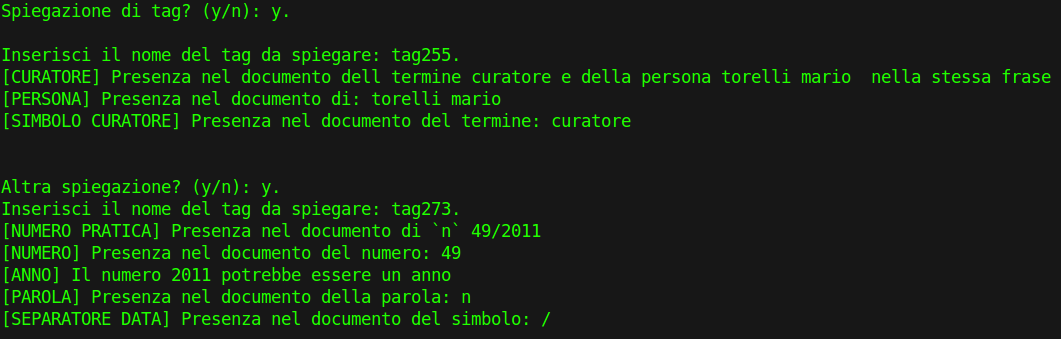 Spiegazione di tag? (y/n): y.
Inserisci il nome del tag da spiegare: tag255.
[CURATORE] Presenza nel documento dell termine curatore e della persona torelli mario  nella stessa frase
[PERSONA] Presenza nel documento di: torelli mario
[SIMBOLO CURATORE] Presenza nel documento del termine: curatore
Altra spiegazione? (y/n): y.
Inserisci il nome del tag da spiegare: tag273.
[NUMERO PRATICA] Presenza nel documento di `n` 49/2011
[NUMERO] Presenza nel documento del numero: 49
[ANNO] Il numero 2011 potrebbe essere un anno
[PAROLA] Presenza nel documento della parola: n
[SEPARATORE DATA] Presenza nel documento del simbolo: /